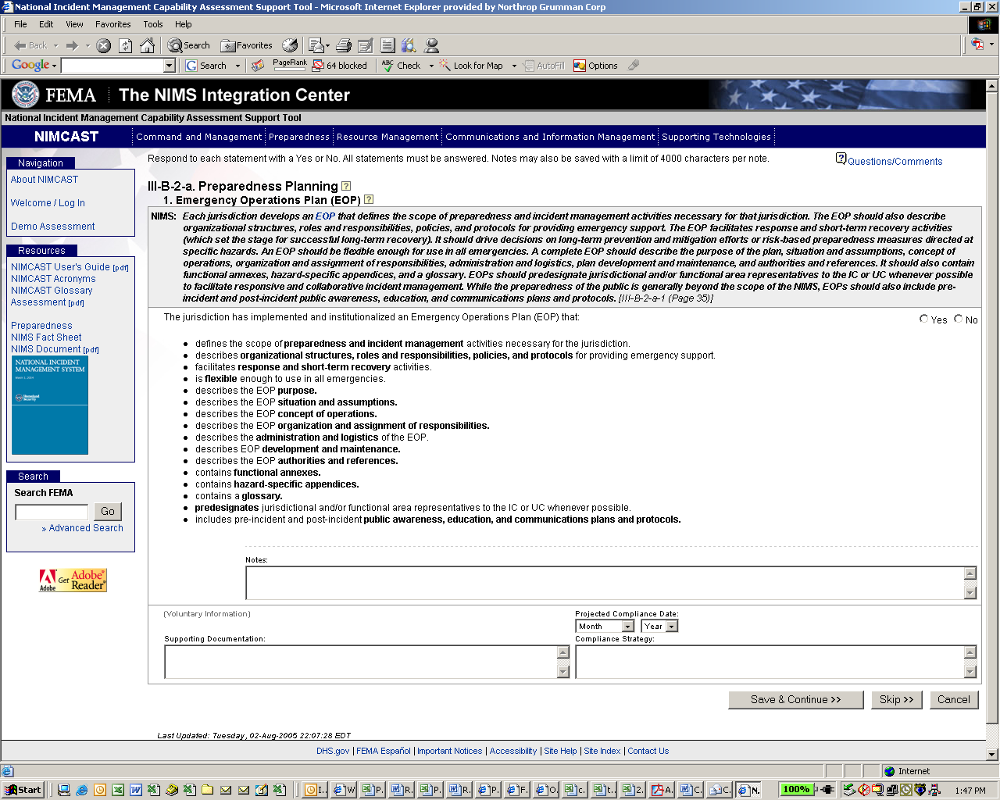 National Incident Management Capability Assessment Support Tool - Microsoft Internet Explorer provided by Northrop Grumman Corp
File Edit View Favorites Tools Help
Back Search Favorites
Google Search PageRank 64 blocked Check Look for Map AutoFill Options
FEMA The NIMS Integration Center
National Incident Management Capability Assessment Support Tool
NIMCAST Command and Management Preparedness Resource Management Communications and Information Management Supporting Technologies
Navigation
About NIMCAST
Welcome / Log In
Demo Assessment
Resources
NIMCAST User's Guide [pdf]
NIMCAST Acronyms
NIMCAST Glossary
Assessment [pdf]
Preparedness
NIMS Fact Sheet
NIMS Document [pdf]
NATIONAL INCIDENT
MANAGEMENT SYSTEM
March 1, 2004
Homeland
Security
Search
Search FEMA
Go
» Advanced Search
Adobe
Get Adobe
Reader
Respond to each statement with a Yes or No. All statements must be answered. Notes may also be saved with a limit of 4000 characters per note.
? Questions/Comments
III-B-2-a. Preparedness Planning ?
1. Emergency Operations Plan (EOP) ?
NIMS: Each jurisdiction develops an EOP that defines the scope of preparedness and incident management activities necessary for that jurisdiction. The EOP should also describe
organizational structures, roles and responsibilities, policies, and protocols for providing emergency support. The EOP facilitates response and short-term recovery activities
(which set the stage for successful long-term recovery). It should drive decisions on long-term prevention and mitigation efforts or risk-based preparedness measures directed at
specific hazards. An EOP should be flexible enough for use in all emergencies. A complete EOP should describe the purpose of the plan, situation and assumptions, concept of
operations, organization and assignment of responsibilities, administration and logistics, plan development and maintenance, and authorities and references. It should also contain
functional annexes, hazard-specific appendices, and a glossary. EOPs should predesignate jurisdictional and/or functional area representatives to the IC or UC whenever possible
to facilitate responsive and collaborative incident management. While the preparedness of the public is generally beyond the scope of the NIMS, EOPs should also include pre-
incident and post-incident public awareness, education, and communications plans and protocols. [III-B-2-a-1 (Page 35)]
The jurisdiction has implemented and institutionalized an Emergency Operations Plan (EOP) that:
Yes No
• defines the scope of preparedness and incident management activities necessary for the jurisdiction.
• describes organizational structures, roles and responsibilities, policies, and protocols for providing emergency support.
• facilitates response and short-term recovery activities.
• is flexible enough to use in all emergencies.
• describes the EOP purpose.
• describes the EOP situation and assumptions.
• describes the EOP concept of operations.
• describes the EOP organization and assignment of responsibilities.
• describes the administration and logistics of the EOP.
• describes EOP development and maintenance.
• describes the EOP authorities and references.
• contains functional annexes.
• contains hazard-specific appendices.
• contains a glossary.
• predesignates jurisdictional and/or functional area representatives to the IC or UC whenever possible.
• includes pre-incident and post-incident public awareness, education, and communications plans and protocols.
Notes:
(Voluntary Information)
Projected Compliance Date:
Month Year
Supporting Documentation:
Compliance Strategy:
Save & Continue >> Skip >> Cancel
Last Updated: Tuesday, 02-Aug-2005 22:07:28 EDT
DHS.gov | FEMA Español | Important Notices | Accessibility | Site Help | Site Index | Contact Us
Internet
Start I.. W P. R. P. R. P. F. O. c. t.. 2. A. C. C. N. 100% 1:47 PM